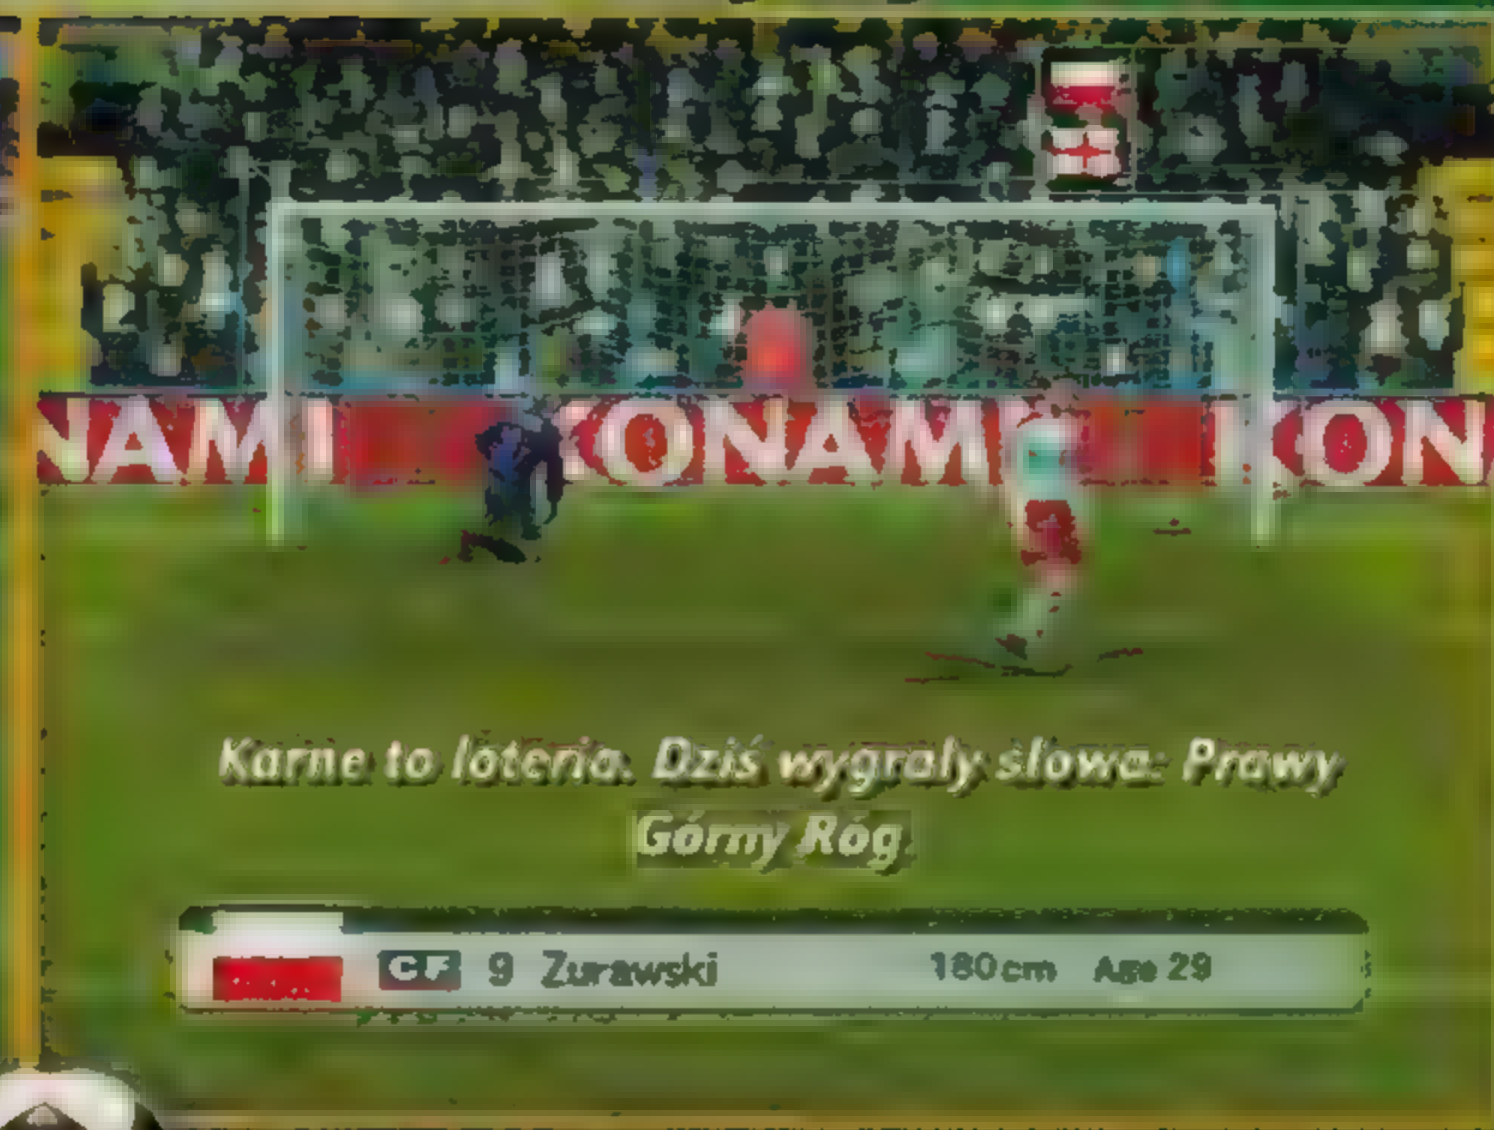 NAMI KONAMI KON
Karne to loteria. Dziś wygrały słowa: Prawy
Górny Róg.
CF 9 Zurawski 180cm Age 29